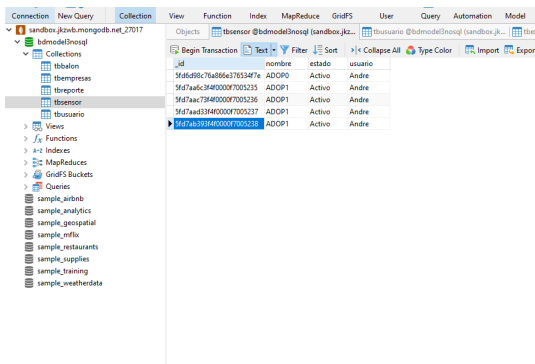 Connection New Query Collection View Function Index MapReduce GridFS User Query Automation Model
sandbox.jkzwb.mongodb.net_27017
Objects tbsensor @bdmodel3nosql (sandbox.jkz... tbusuario @bdmodel3nosql (sandbox.jk...
bdmodel3nosql
Collections
tbbalon
tbempresas
tbreporte
tbsensor
tbusuario
Views
Functions
A-Z Indexes
MapReduces
GridFS Buckets
Queries
sample_airbnb
sample_analytics
sample_geospatial
sample_mflix
sample_restaurants
sample_supplies
sample_training
sample_weatherdata
Begin Transaction Text Filter Sort Collapse All Type Color Import Export
_id nombre estado usuario
5fd6d98c76a866e376534f7e ADOP0 Activo Andre
5fd7aa6c3f4f0000f7005235 ADOP1 Activo Andre
5fd7aac73f4f0000f7005236 ADOP1 Activo Andre
5fd7aad33f4f0000f7005237 ADOP1 Activo Andre
5fd7ab393f4f0000f7005238 ADOP1 Activo Andre